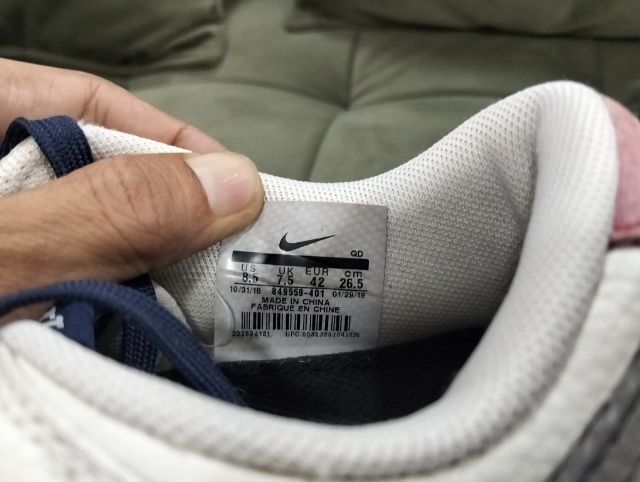 QD
US UK EUR cm
8.5 7.5 42 26.5
10/31/18 849559-401 01/29/19
MADE IN CHINA
FABRIQUE EN CHINE